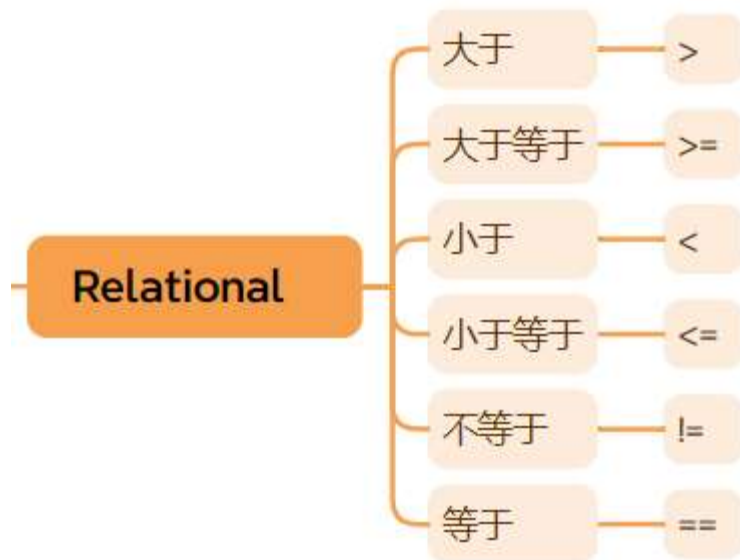 大于 >
大于等于 >=
小于 <
Relational
小于等于 <=
不等于 !=
等于 ==